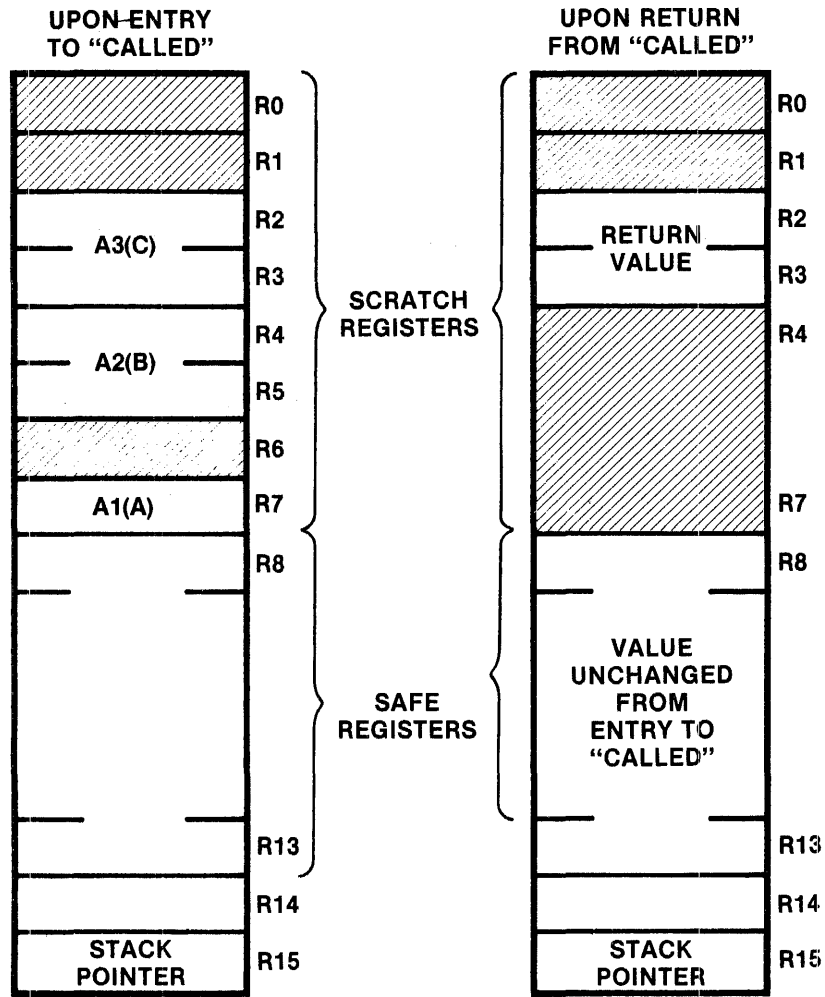 UPON ENTRY
TO “CALLED”
R0
R1
R2
A3(C)
R3
R4
A2(B)
R5
R6
A1(A)
R7
R8
R13
R14
STACK
POINTER
R15
SCRATCH
REGISTERS
SAFE
REGISTERS
UPON RETURN
FROM “CALLED”
R0
R1
R2
RETURN
VALUE
R3
R4
R7
R8
VALUE
UNCHANGED
FROM
ENTRY TO
“CALLED”
R13
R14
STACK
POINTER
R15